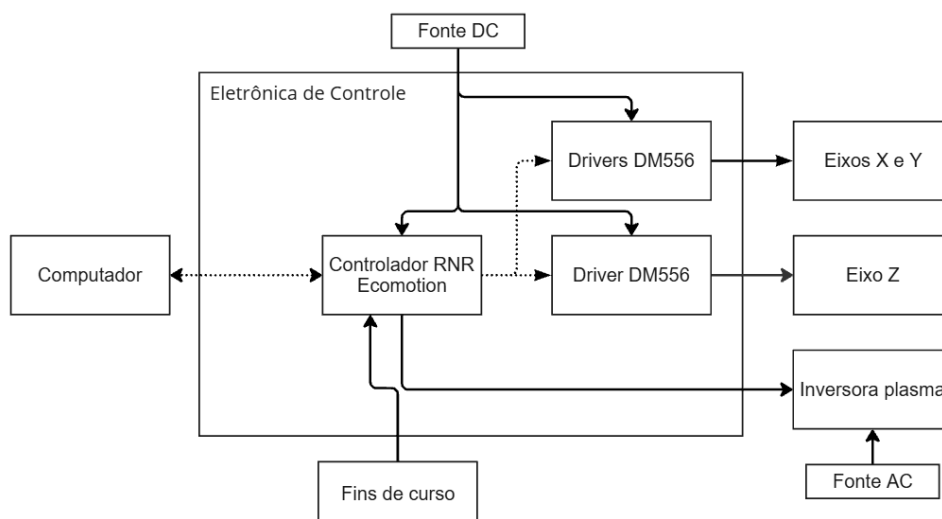 Fonte DC
Eletrônica de Controle
Drivers DM556
Eixos X e Y
Computador
Controlador RNR
Ecomotion
Driver DM556
Eixo Z
Inversora plasma
Fins de curso
Fonte AC